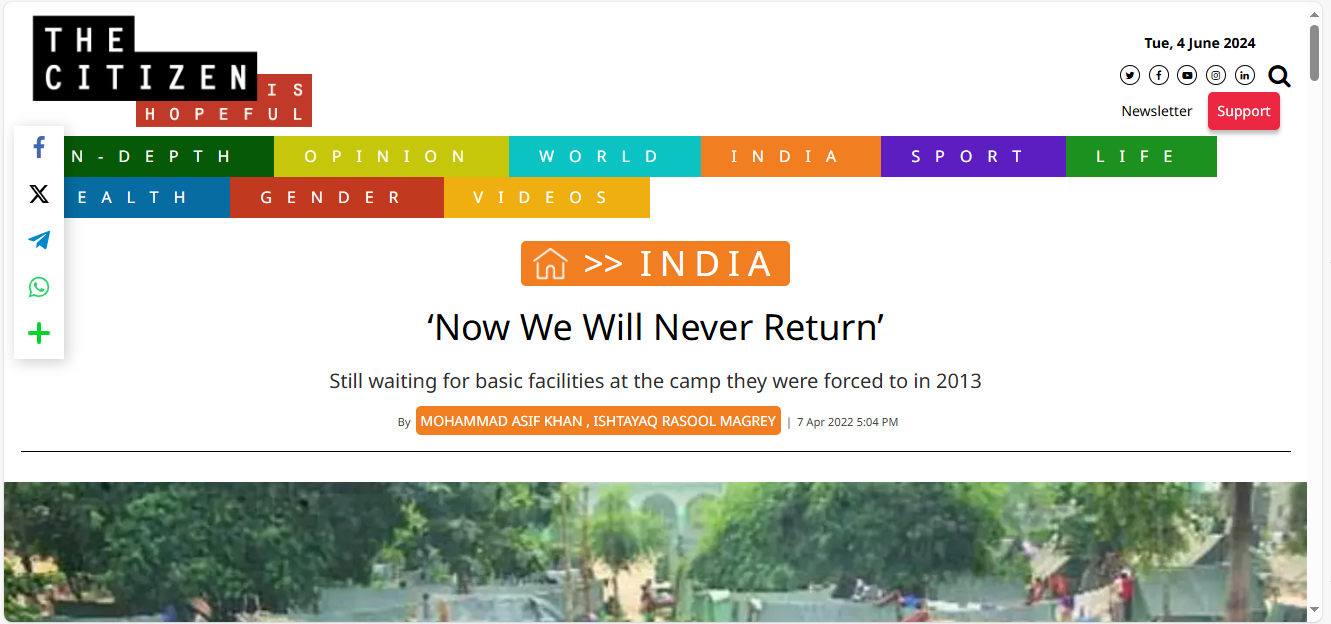 THE
CITIZEN
IS
HOPEFUL
Tue, 4 June 2024
Newsletter Support
N-DEPTH OPINION WORLD INDIA SPORT LIFE
EALTH GENDER VIDEOS
>> INDIA
‘Now We Will Never Return’
Still waiting for basic facilities at the camp they were forced to in 2013
By MOHAMMAD ASIF KHAN , ISHTAYAQ RASOOL MAGREY | 7 Apr 2022 5:04 PM